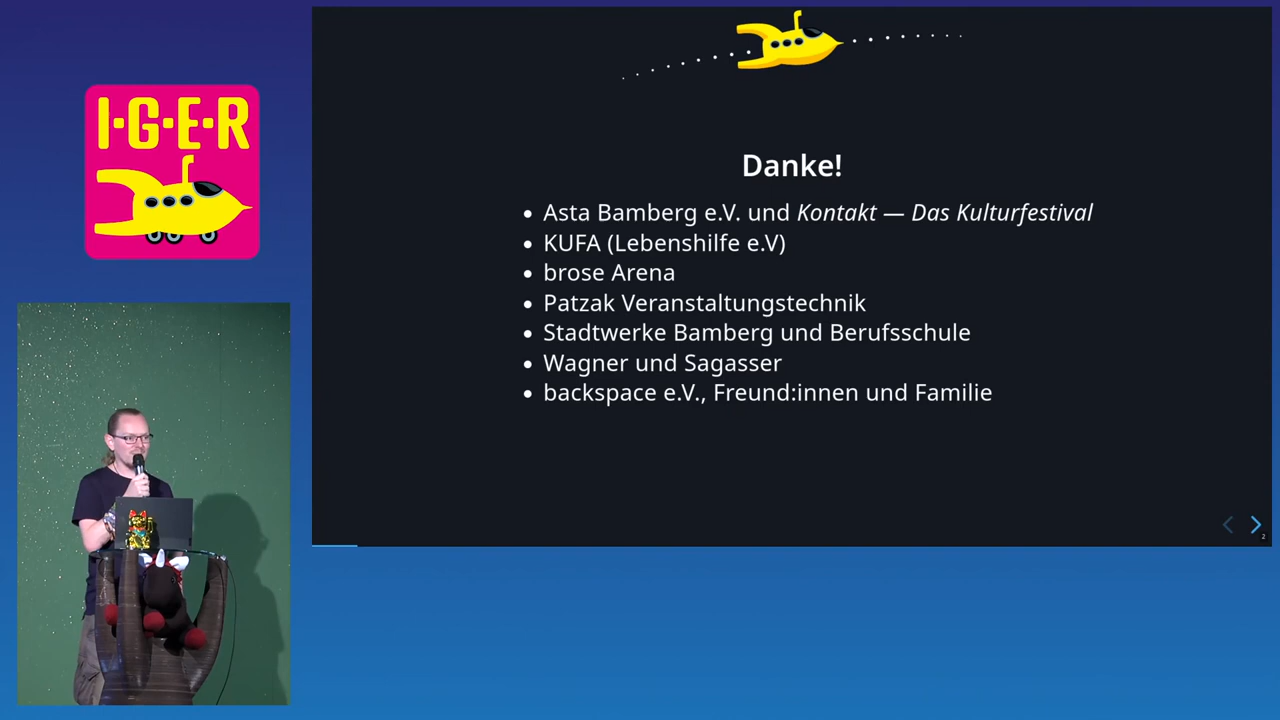 I·G·E·R
Danke!
Asta Bamberg e.V. und Kontakt — Das Kulturfestival
KUFA (Lebenshilfe e.V)
brose Arena
Patzak Veranstaltungstechnik
Stadtwerke Bamberg und Berufsschule
Wagner und Sagasser
backspace e.V., Freund:innen und Familie
2